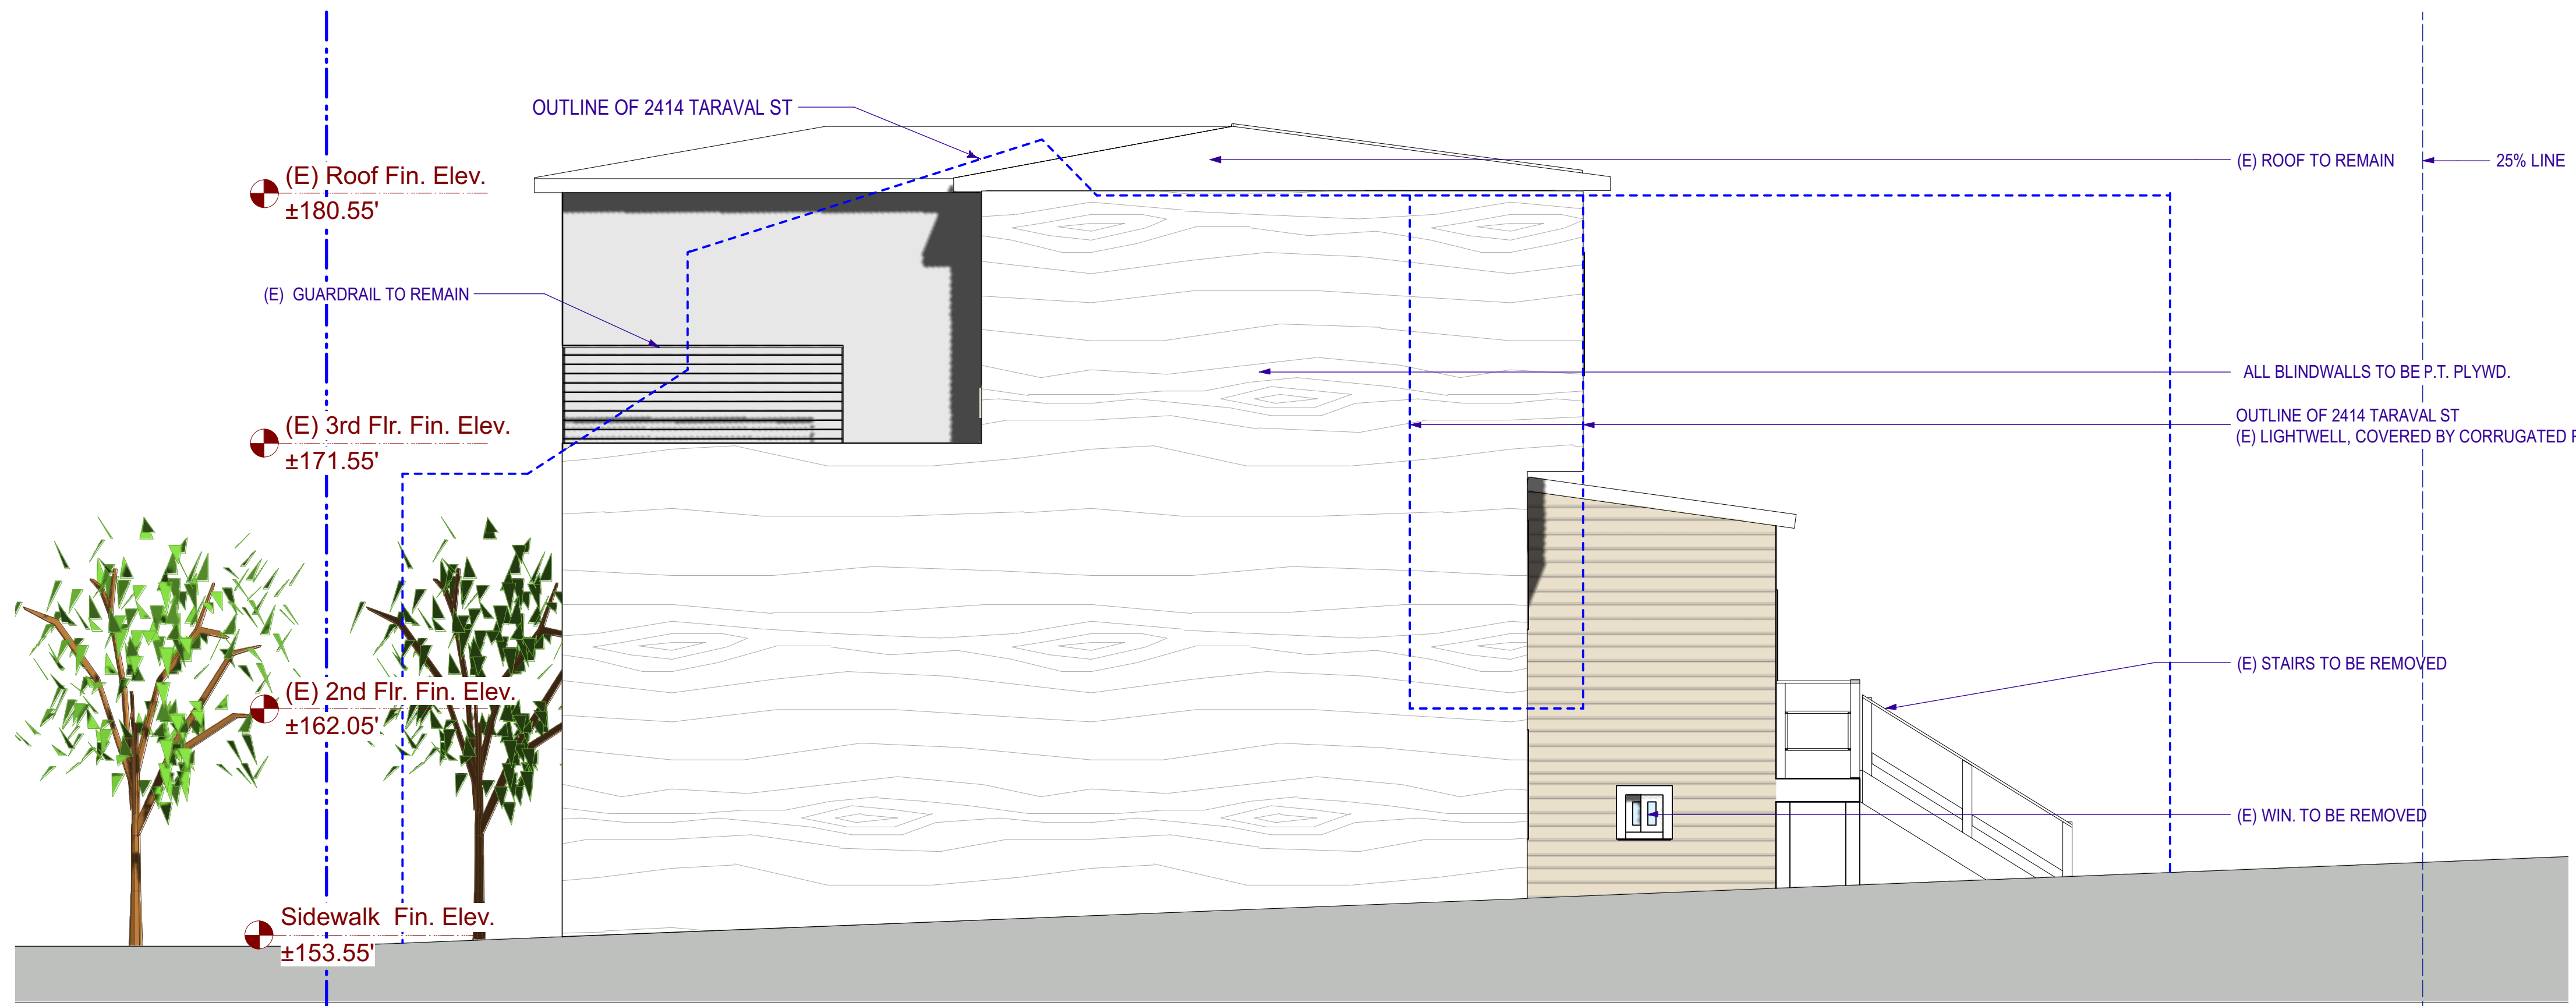 OUTLINE OF 2414 TARAVAL ST
(E) ROOF TO REMAIN
25% LINE
(E) Roof Fin. Elev.
±180.55'
(E) GUARDRAIL TO REMAIN
ALL BLINDWALLS TO BE P.T. PLYWD.
(E) 3rd Flr. Fin. Elev.
±171.55'
OUTLINE OF 2414 TARAVAL ST
(E) LIGHTWELL, COVERED BY CORRUGATED
(E) STAIRS TO BE REMOVED
(E) 2nd Flr. Fin. Elev.
±162.05'
(E) WIN. TO BE REMOVED
Sidewalk Fin. Elev.
±153.55'